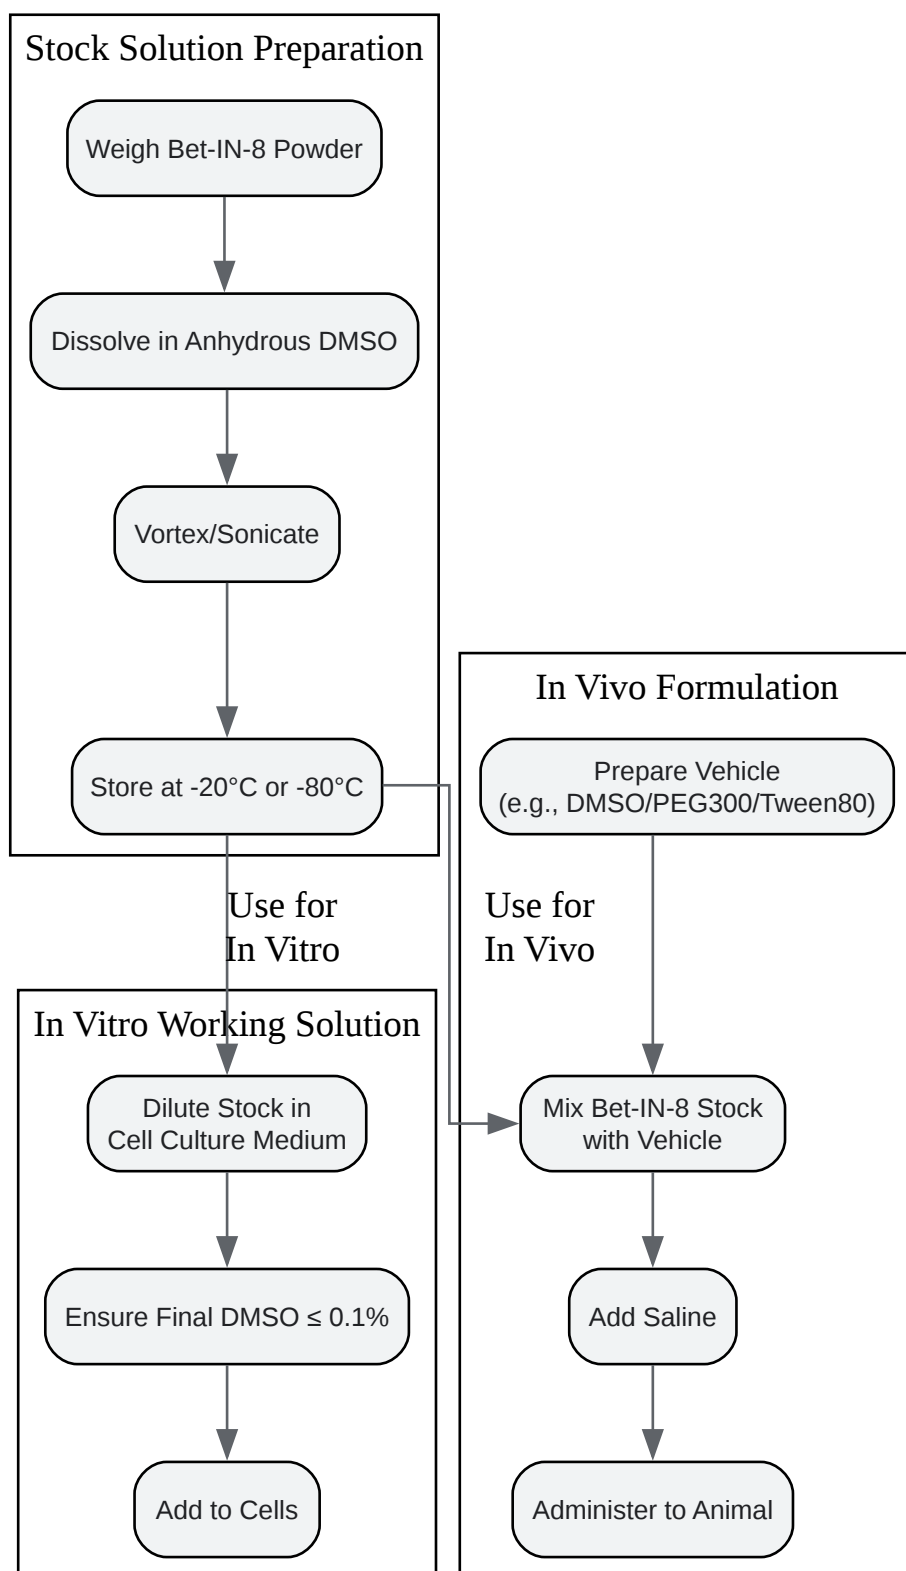 Stock Solution Preparation
Weigh Bet-IN-8 Powder
Dissolve in Anhydrous DMSO
Vortex/Sonicate
Store at -20°C or -80°C
Use for
In Vitro
In Vitro Working Solution
Dilute Stock in
Cell Culture Medium
Ensure Final DMSO ≤ 0.1%
Add to Cells
In Vivo Formulation
Prepare Vehicle
(e.g., DMSO/PEG300/Tween80)
Use for
In Vivo
Mix Bet-IN-8 Stock
with Vehicle
Add Saline
Administer to Animal